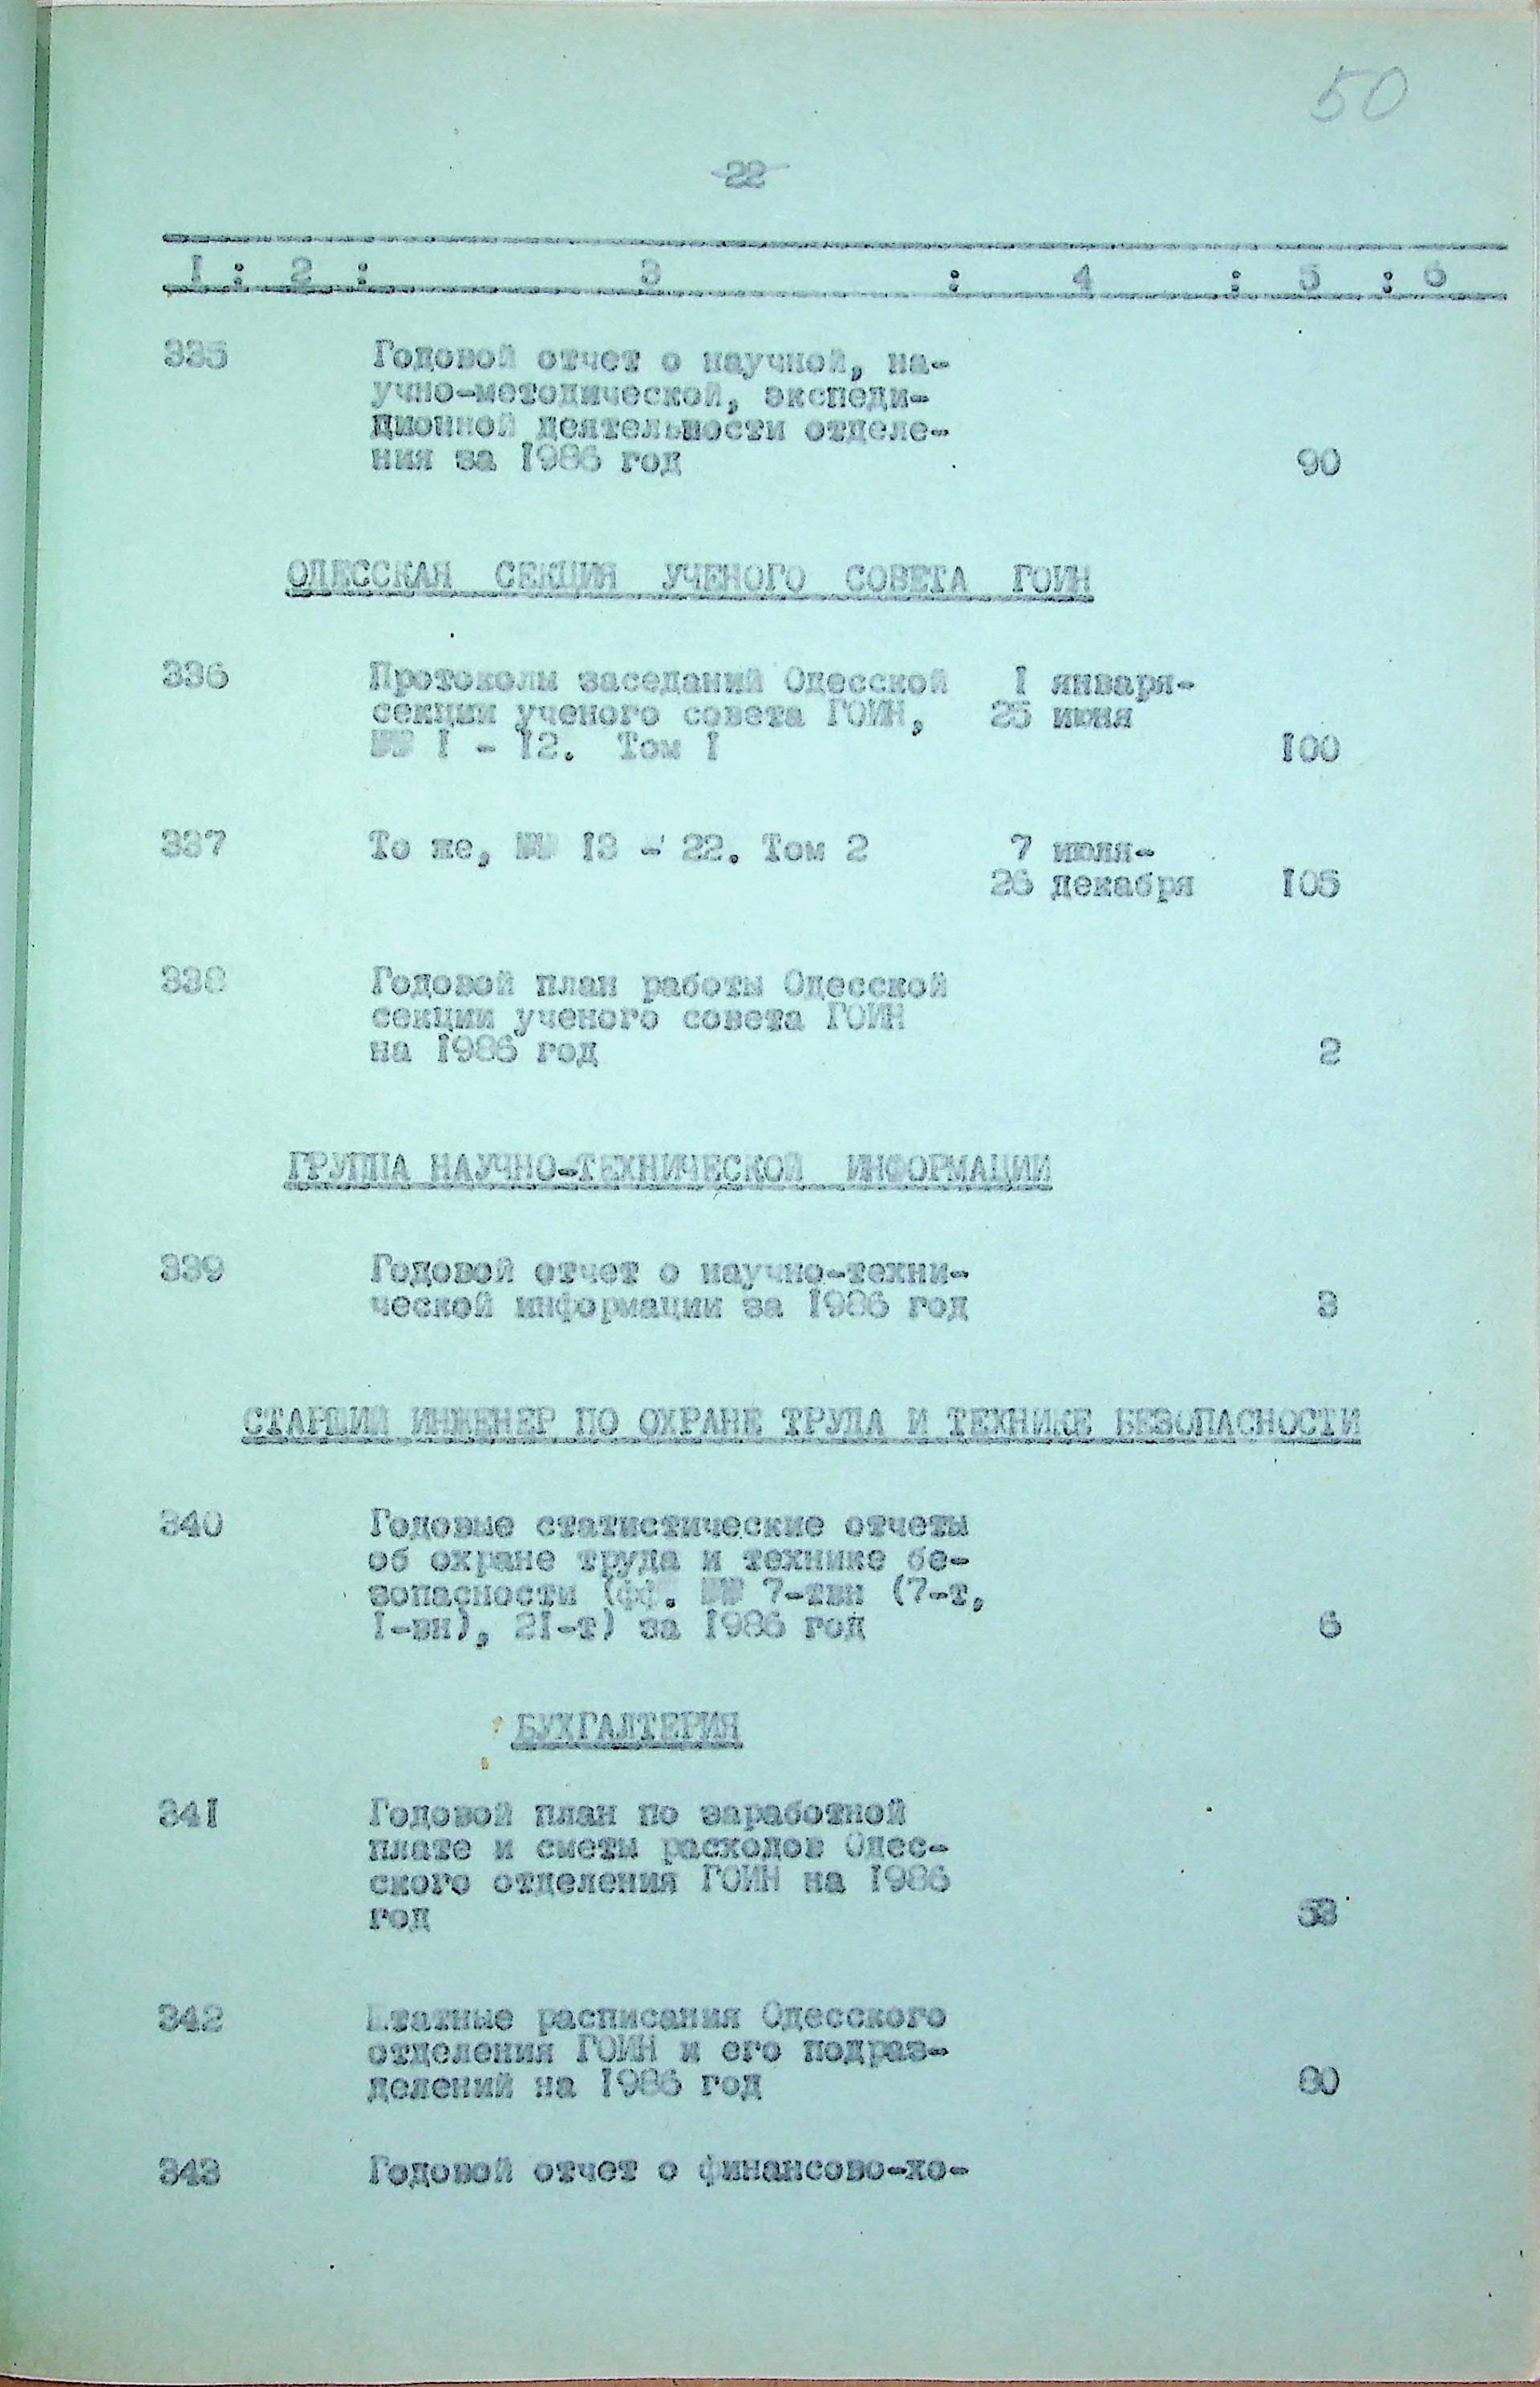 50
22
1 : 2 : 3 : 4 : 5 : 6
335 Годовой отчет о научной, на-
учно-методической, экспеди-
ционной деятельности отделе-
ния за 1986 год 90
ОДЕССКАЯ СЕКЦИЯ УЧЕНОГО СОВЕТА ГОИН
336 Протоколы заседаний Одесской 1 января-
секции ученого совета ГОИН, 25 июня
№№ 1 - 12. Том 1 100
337 То же, №№ 13 - 22. Том 2 7 июля-
26 декабря 105
338 Годовой план работы Одесской
секции ученого совета ГОИН
на 1986 год 2
ГРУППА НАУЧНО-ТЕХНИЧЕСКОЙ ИНФОРМАЦИИ
339 Годовой отчет о научно-техни-
ческой информации за 1986 год 3
СТАРШИЙ ИНЖЕНЕР ПО ОХРАНЕ ТРУДА И ТЕХНИКЕ БЕЗОПАСНОСТИ
340 Годовые статистические отчеты
об охране труда и технике бе-
зопасности (фф. №№ 7-твн (7-т,
1-вн), 21-т) за 1986 год 6
БУХГАЛТЕРИЯ
341 Годовой план по заработной
плате и сметы расходов Одес-
ского отделения ГОИН на 1986
год
342 Штатные расписания Одесского
отделения ГОИН и его подраз-
делений на 1986 год 80
343 Годовой отчет о финансово-хо-